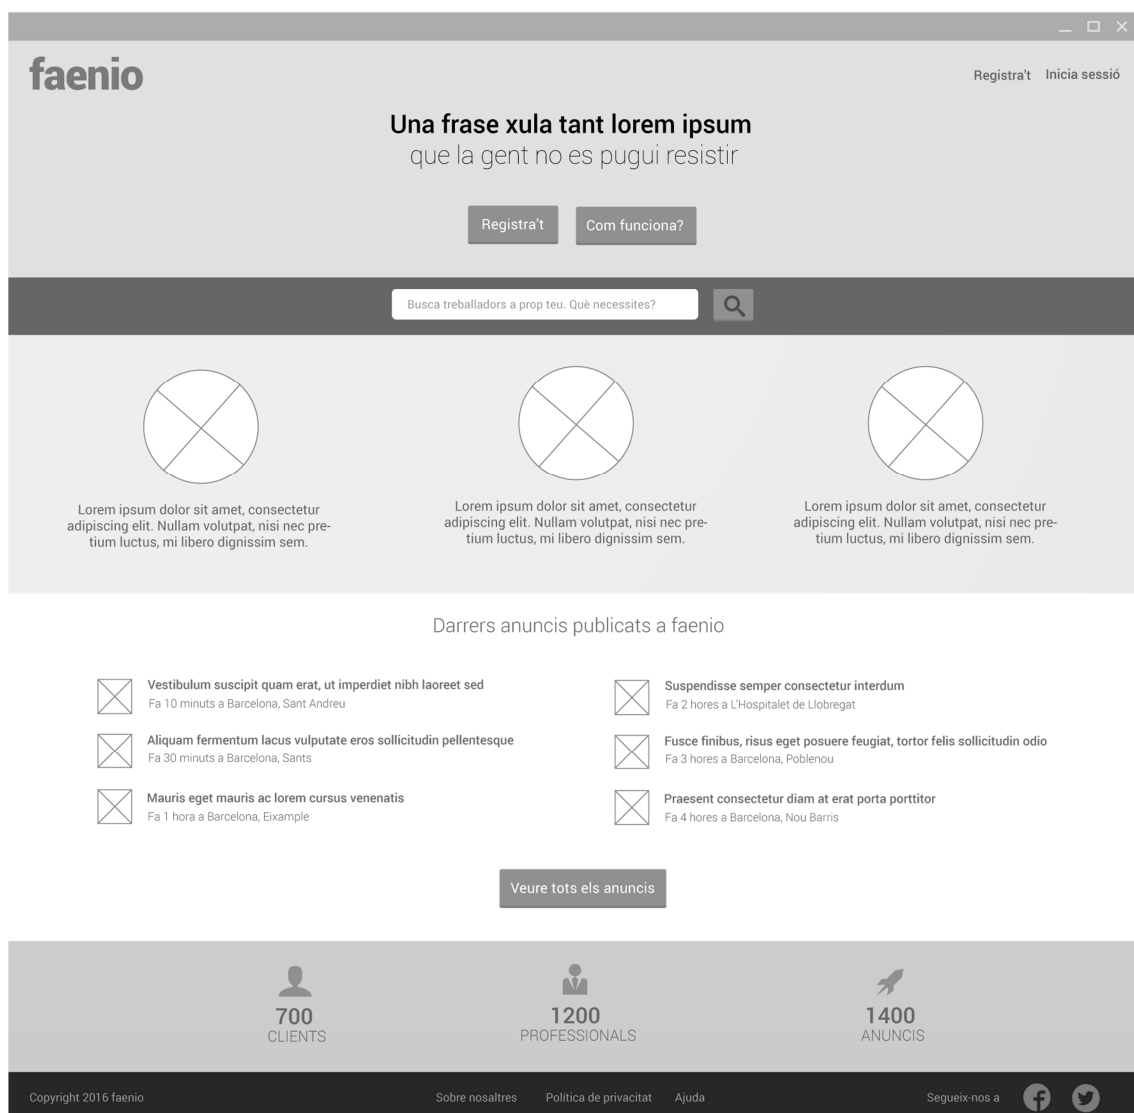 faenio
Registra't
Inicia sessió
Una frase xula tant lorem ipsum
que la gent no es pugui resistir
Registra't
Com funciona?
Busca treballadors a prop teu. Què necessites?
Lorem ipsum dolor sit amet, consectetur
adipiscing elit. Nullam volutpat, nisi nec pre-
tium luctus, mi libero dignissim sem.
Lorem ipsum dolor sit amet, consectetur
adipiscing elit. Nullam volutpat, nisi nec pre-
tium luctus, mi libero dignissim sem.
Lorem ipsum dolor sit amet, consectetur
adipiscing elit. Nullam volutpat, nisi nec pre-
tium luctus, mi libero dignissim sem.
Darrers anuncis publicats a faenio
Vestibulum suscipit quam erat, ut imperdiet nibh laoreet sed
Fa 10 minuts a Barcelona, Sant Andreu
Aliquam fermentum lacus vulputate eros sollicitudin pellentesque
Fa 30 minuts a Barcelona, Sants
Mauris eget mauris ac lorem cursus venenatis
Fa 1 hora a Barcelona, Eixample
Suspendisse semper consectetur interdum
Fa 2 hores a L'Hospitalet de Llobregat
Fusce finibus, risus eget posuere feugiat, tortor felis sollicitudin odio
Fa 3 hores a Barcelona, Poblenou
Praesent consectetur diam at erat porta porttitor
Fa 4 hores a Barcelona, Nou Barris
Veure tots els anuncis
700
CLIENTS
1200
PROFESSIONALS
1400
ANUNCIS
Copyright 2016 faenio
Sobre nosaltres
Política de privacitat
Ajuda
Segueix-nos a